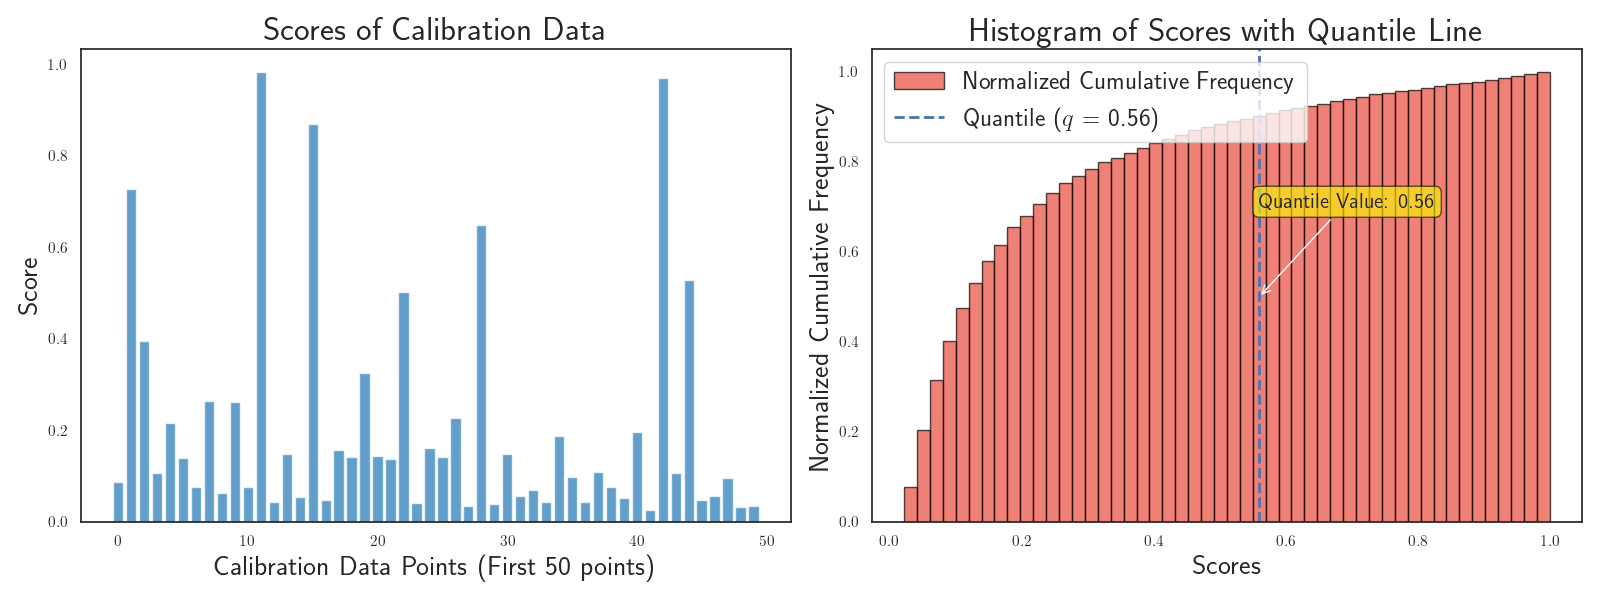 Scores of Calibration Data
1.0
0.8
0.6
0.4
0.2
0.0
Score
0 10 20 30 40 50
Calibration Data Points (First 50 points)
Histogram of Scores with Quantile Line
Normalized Cumulative Frequency
Quantile (q = 0.56)
Quantile Value: 0.56
1.0
0.8
0.6
0.4
0.2
0.0
Normalized Cumulative Frequency
0.0 0.2 0.4 0.6 0.8 1.0
Scores